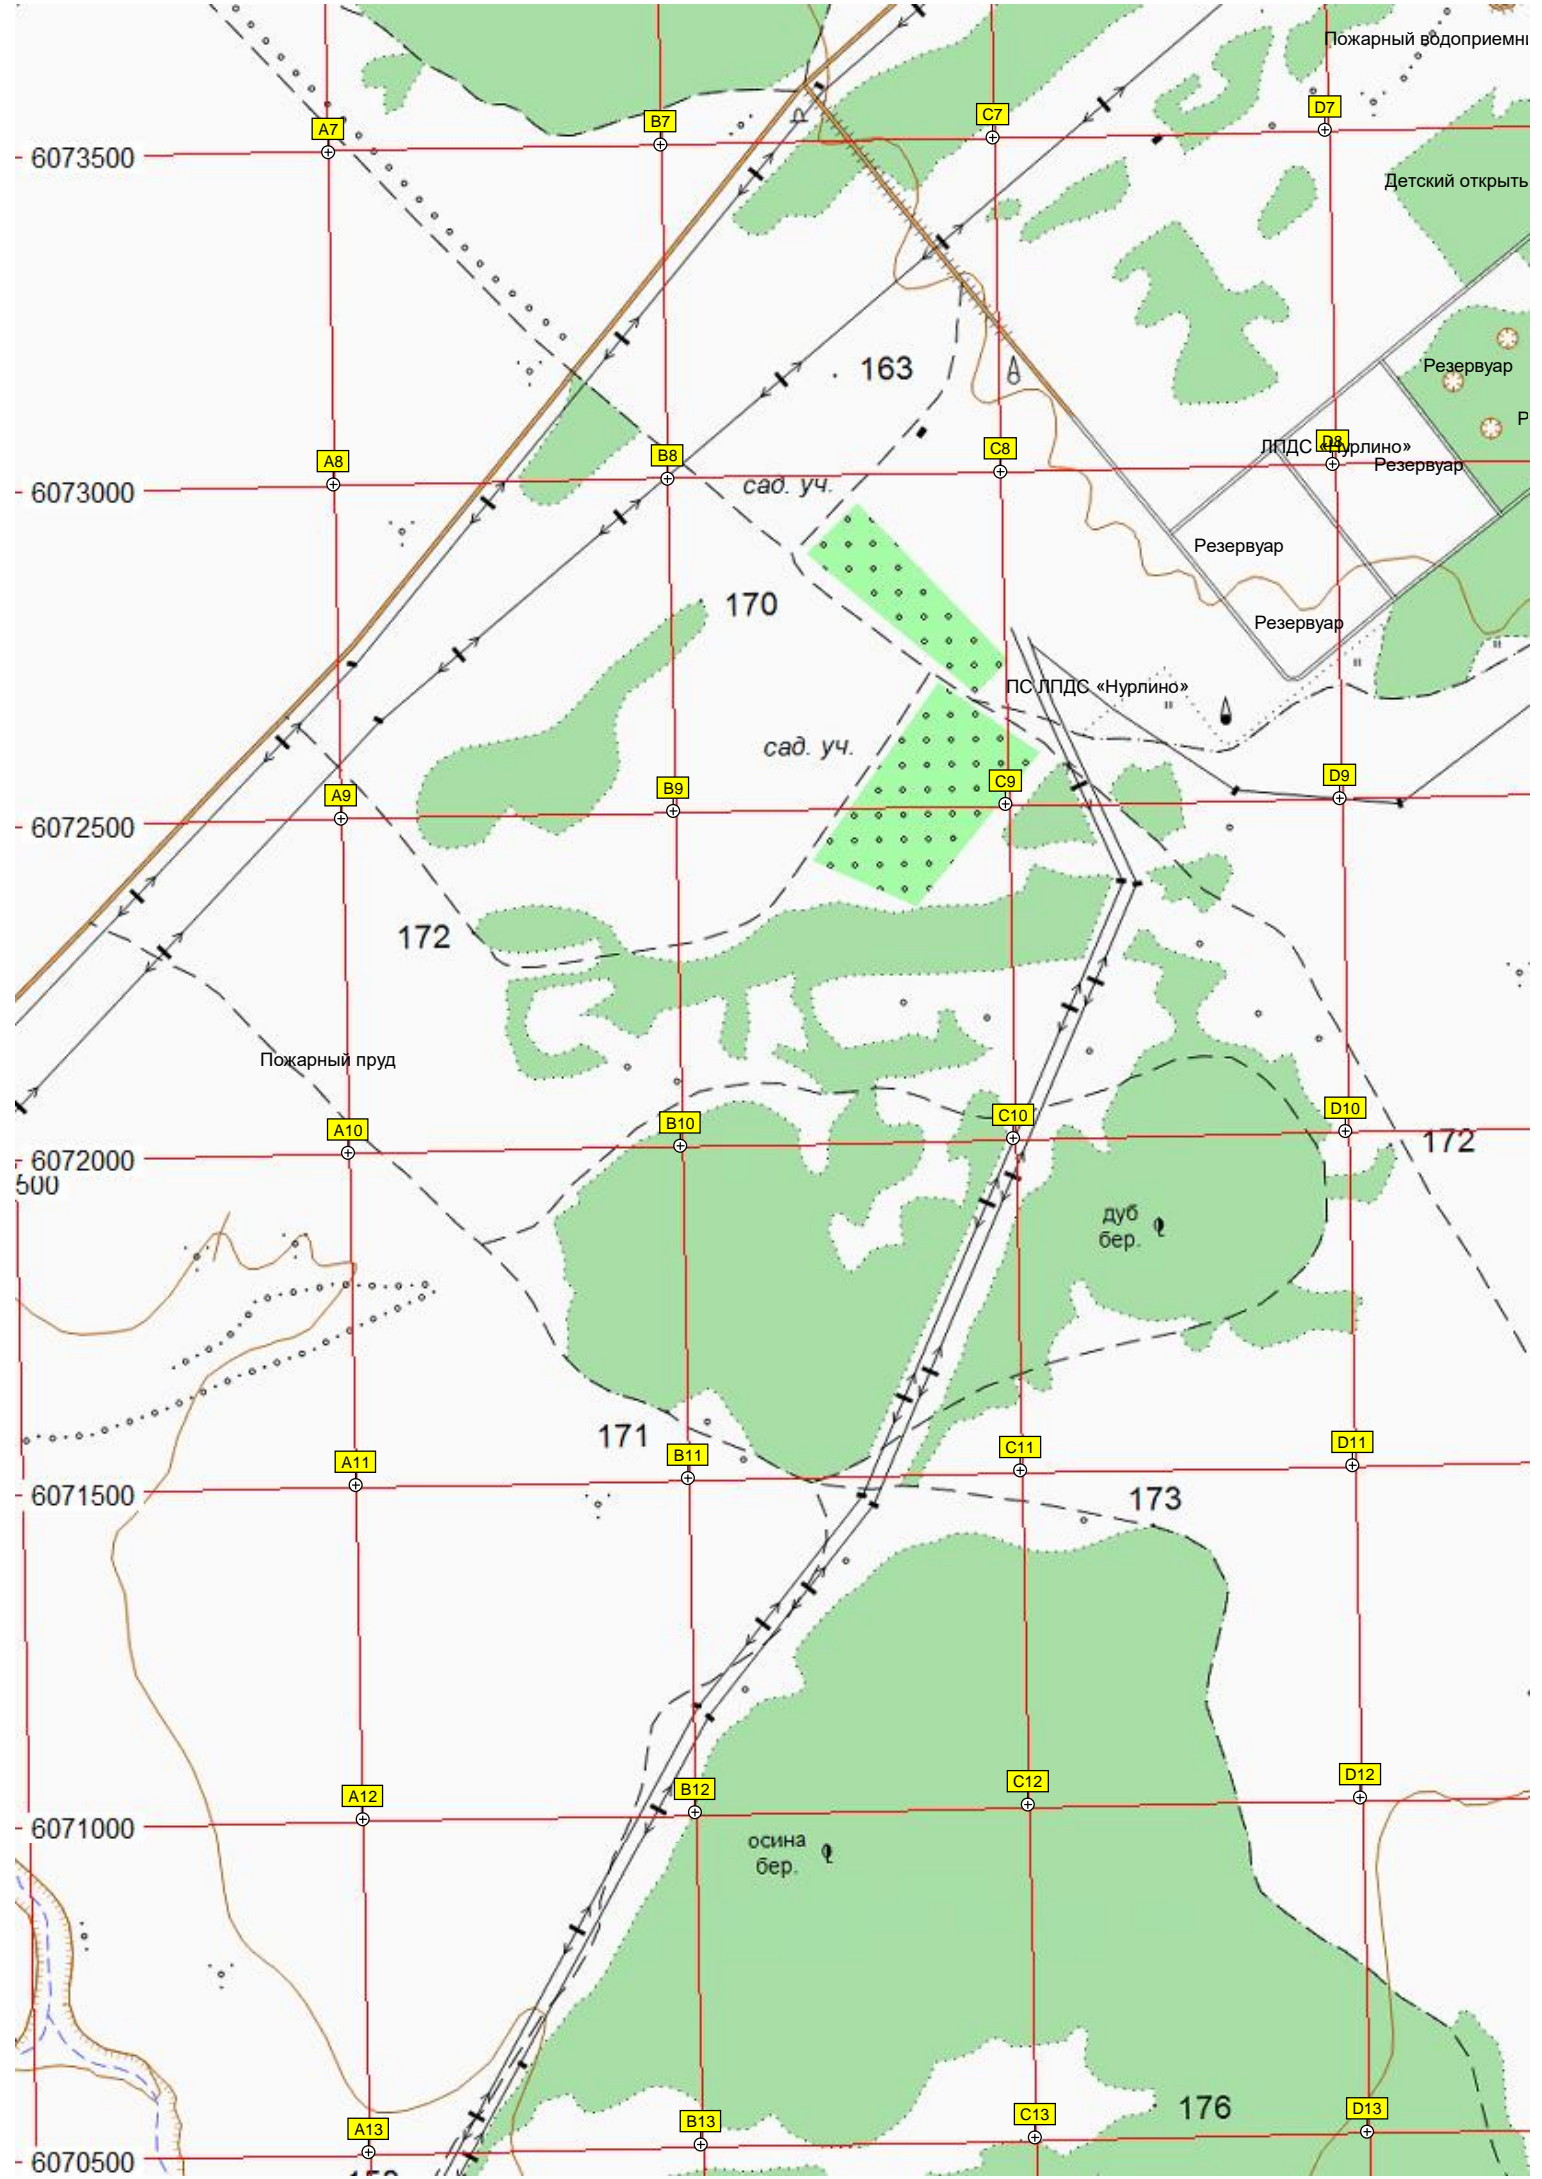 Пожарный водоприемн
D7
C7
B7
A7
6073500
Детский открыть
163
Резервуар
Р
D8
ЛПДС «Нурлино»
C8
B8
A8
Резервуар
сад. уч.
6073000
Резервуар
170
Резервуар
ПС ЛПДС «Нурлино»
сад. уч.
D9
C9
B9
A9
6072500
172
Пожарный пруд
D10
C10
B10
A10
172
6072000
500
дуб
бер.
171
D11
C11
B11
A11
6071500
173
D12
C12
B12
A12
6071000
осина
бер.
176
D13
C13
B13
A13
6070500